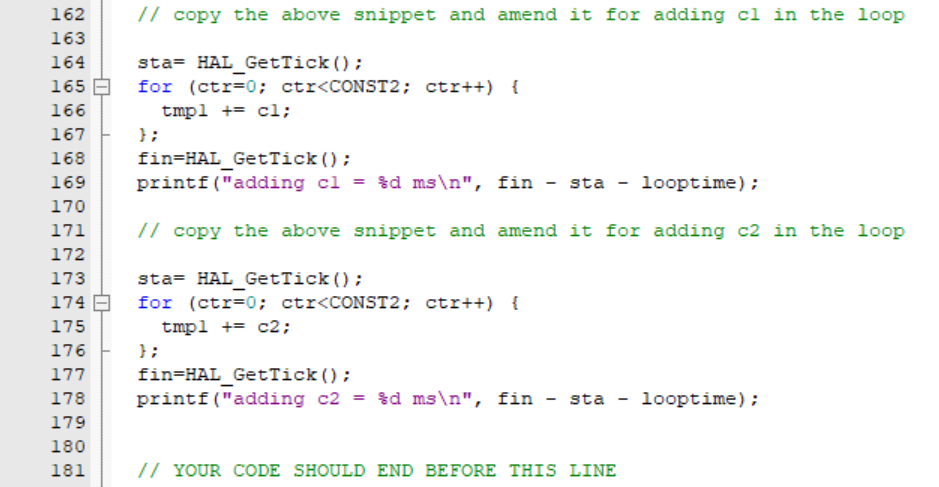 162 // copy the above snippet and amend it for adding c1 in the loop
163
164 sta= HAL_GetTick();
165 for (ctr=0; ctr<CONST2; ctr++) {
166 tmp1 += c1;
167 };
168 fin=HAL_GetTick();
169 printf("adding c1 = %d ms\n", fin - sta - looptime);
170
171 // copy the above snippet and amend it for adding c2 in the loop
172
173 sta= HAL_GetTick();
174 for (ctr=0; ctr<CONST2; ctr++) {
175 tmp1 += c2;
176 };
177 fin=HAL_GetTick();
178 printf("adding c2 = %d ms\n", fin - sta - looptime);
179
180
181 // YOUR CODE SHOULD END BEFORE THIS LINE